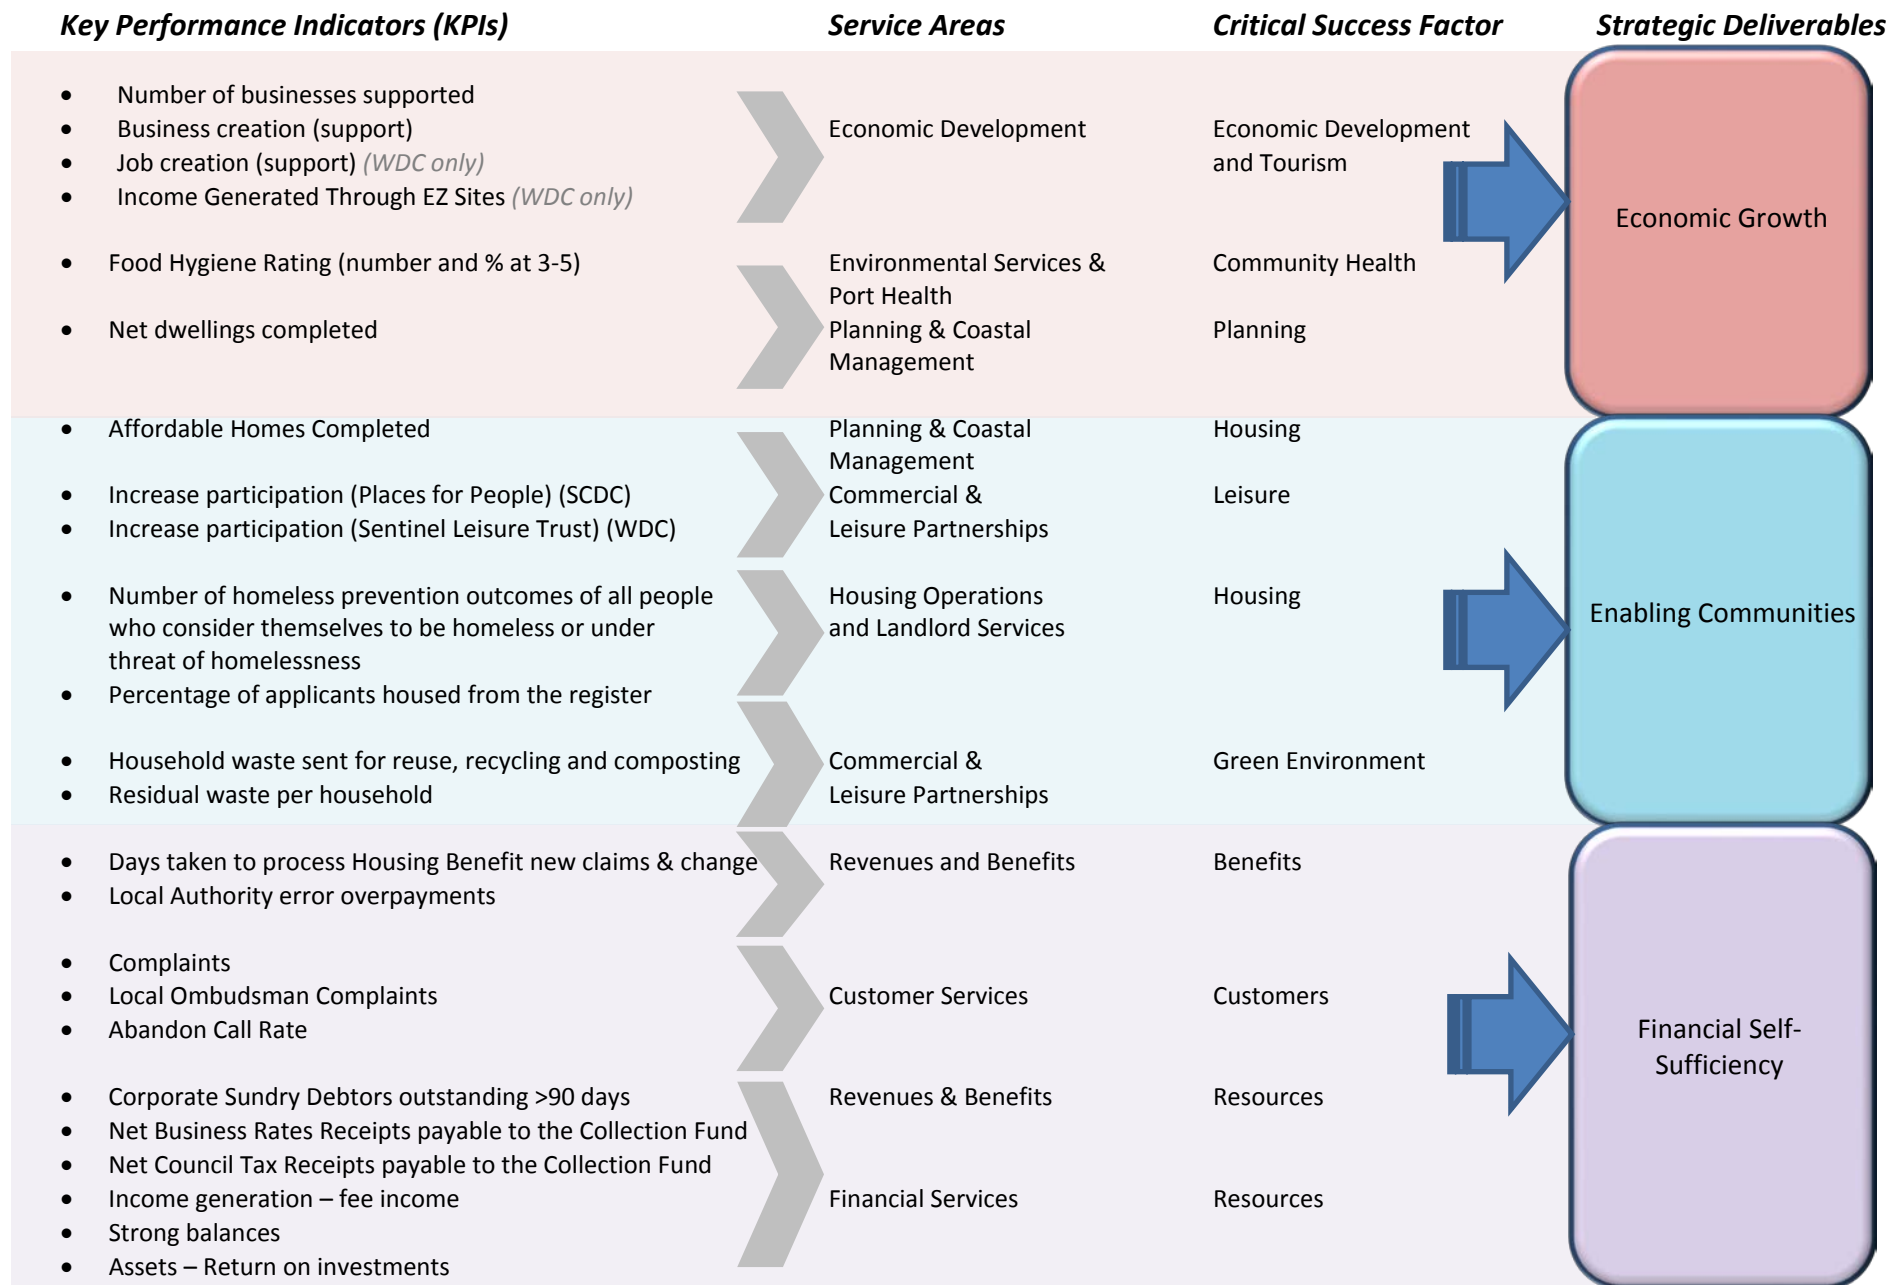 Key Performance Indicators (KPIs)
Service Areas
Critical Success Factor
Strategic Deliverables
• Number of businesses supported
• Business creation (support)
• Job creation (support) (WDC only)
• Income Generated Through EZ Sites (WDC only)
Economic Development
Economic Development
and Tourism
Economic Growth
• Food Hygiene Rating (number and % at 3-5)
Environmental Services &
Port Health
Community Health
• Net dwellings completed
Planning & Coastal
Management
Planning
• Affordable Homes Completed
Planning & Coastal
Management
Housing
• Increase participation (Places for People) (SCDC)
• Increase participation (Sentinel Leisure Trust) (WDC)
Commercial &
Leisure Partnerships
Leisure
• Number of homeless prevention outcomes of all people
who consider themselves to be homeless or under
threat of homelessness
• Percentage of applicants housed from the register
Housing Operations
and Landlord Services
Housing
Enabling Communities
• Household waste sent for reuse, recycling and composting
• Residual waste per household
Commercial &
Leisure Partnerships
Green Environment
• Days taken to process Housing Benefit new claims & change
• Local Authority error overpayments
Revenues and Benefits
Benefits
• Complaints
• Local Ombudsman Complaints
• Abandon Call Rate
Customer Services
Customers
Financial Self-
Sufficiency
• Corporate Sundry Debtors outstanding >90 days
• Net Business Rates Receipts payable to the Collection Fund
• Net Council Tax Receipts payable to the Collection Fund
Revenues & Benefits
Resources
• Income generation – fee income
• Strong balances
• Assets – Return on investments
Financial Services
Resources